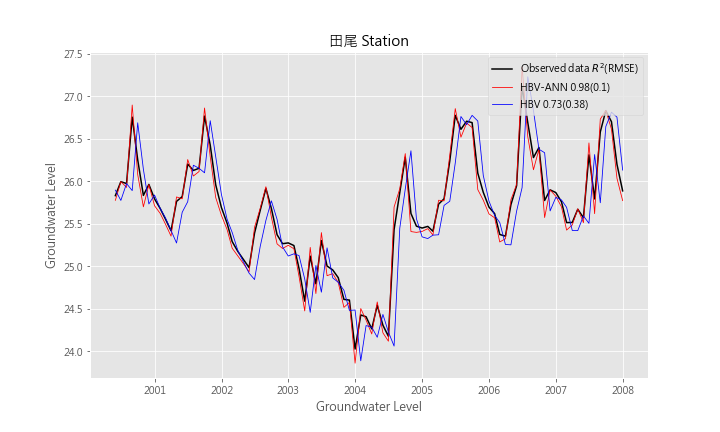 田尾 Station
27.5
27.0
26.5
26.0
25.5
25.0
24.5
24.0
Groundwater Level
Observed data R²(RMSE)
HBV-ANN 0.98(0.1)
HBV 0.73(0.38)
2001 2002 2003 2004 2005 2006 2007 2008
Groundwater Level